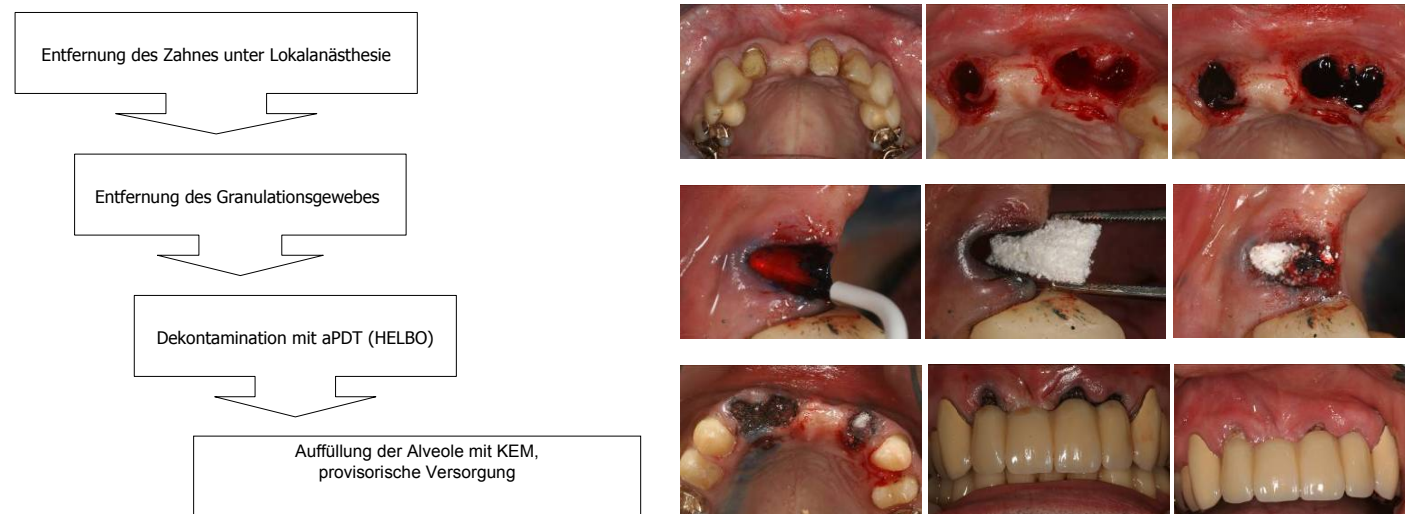 Entfernung des Zahnes unter Lokalanästhesie
Entfernung des Granulationsgewebes
Dekontamination mit aPDT (HELBO)
Auffüllung der Alveole mit KEM,
provisorische Versorgung